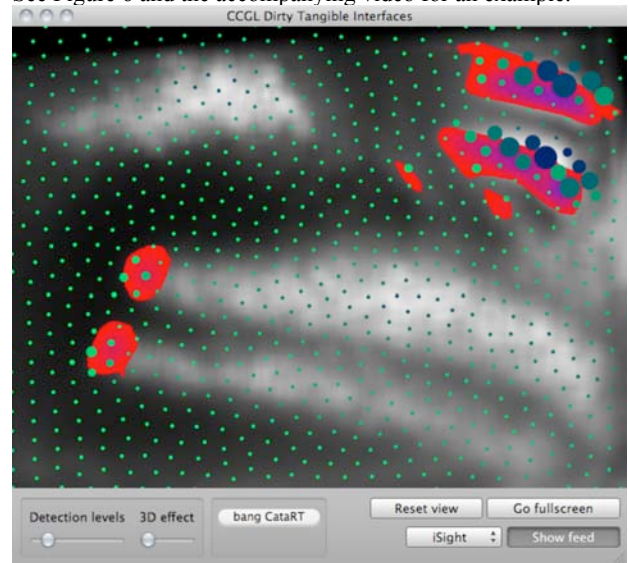 See Figure 6 and the accompanying video for an example.
CCGL Dirty Tangible Interfaces
Detection levels
3D effect
bang CataRT
Reset view
Go fullscreen
iSight
Show feed